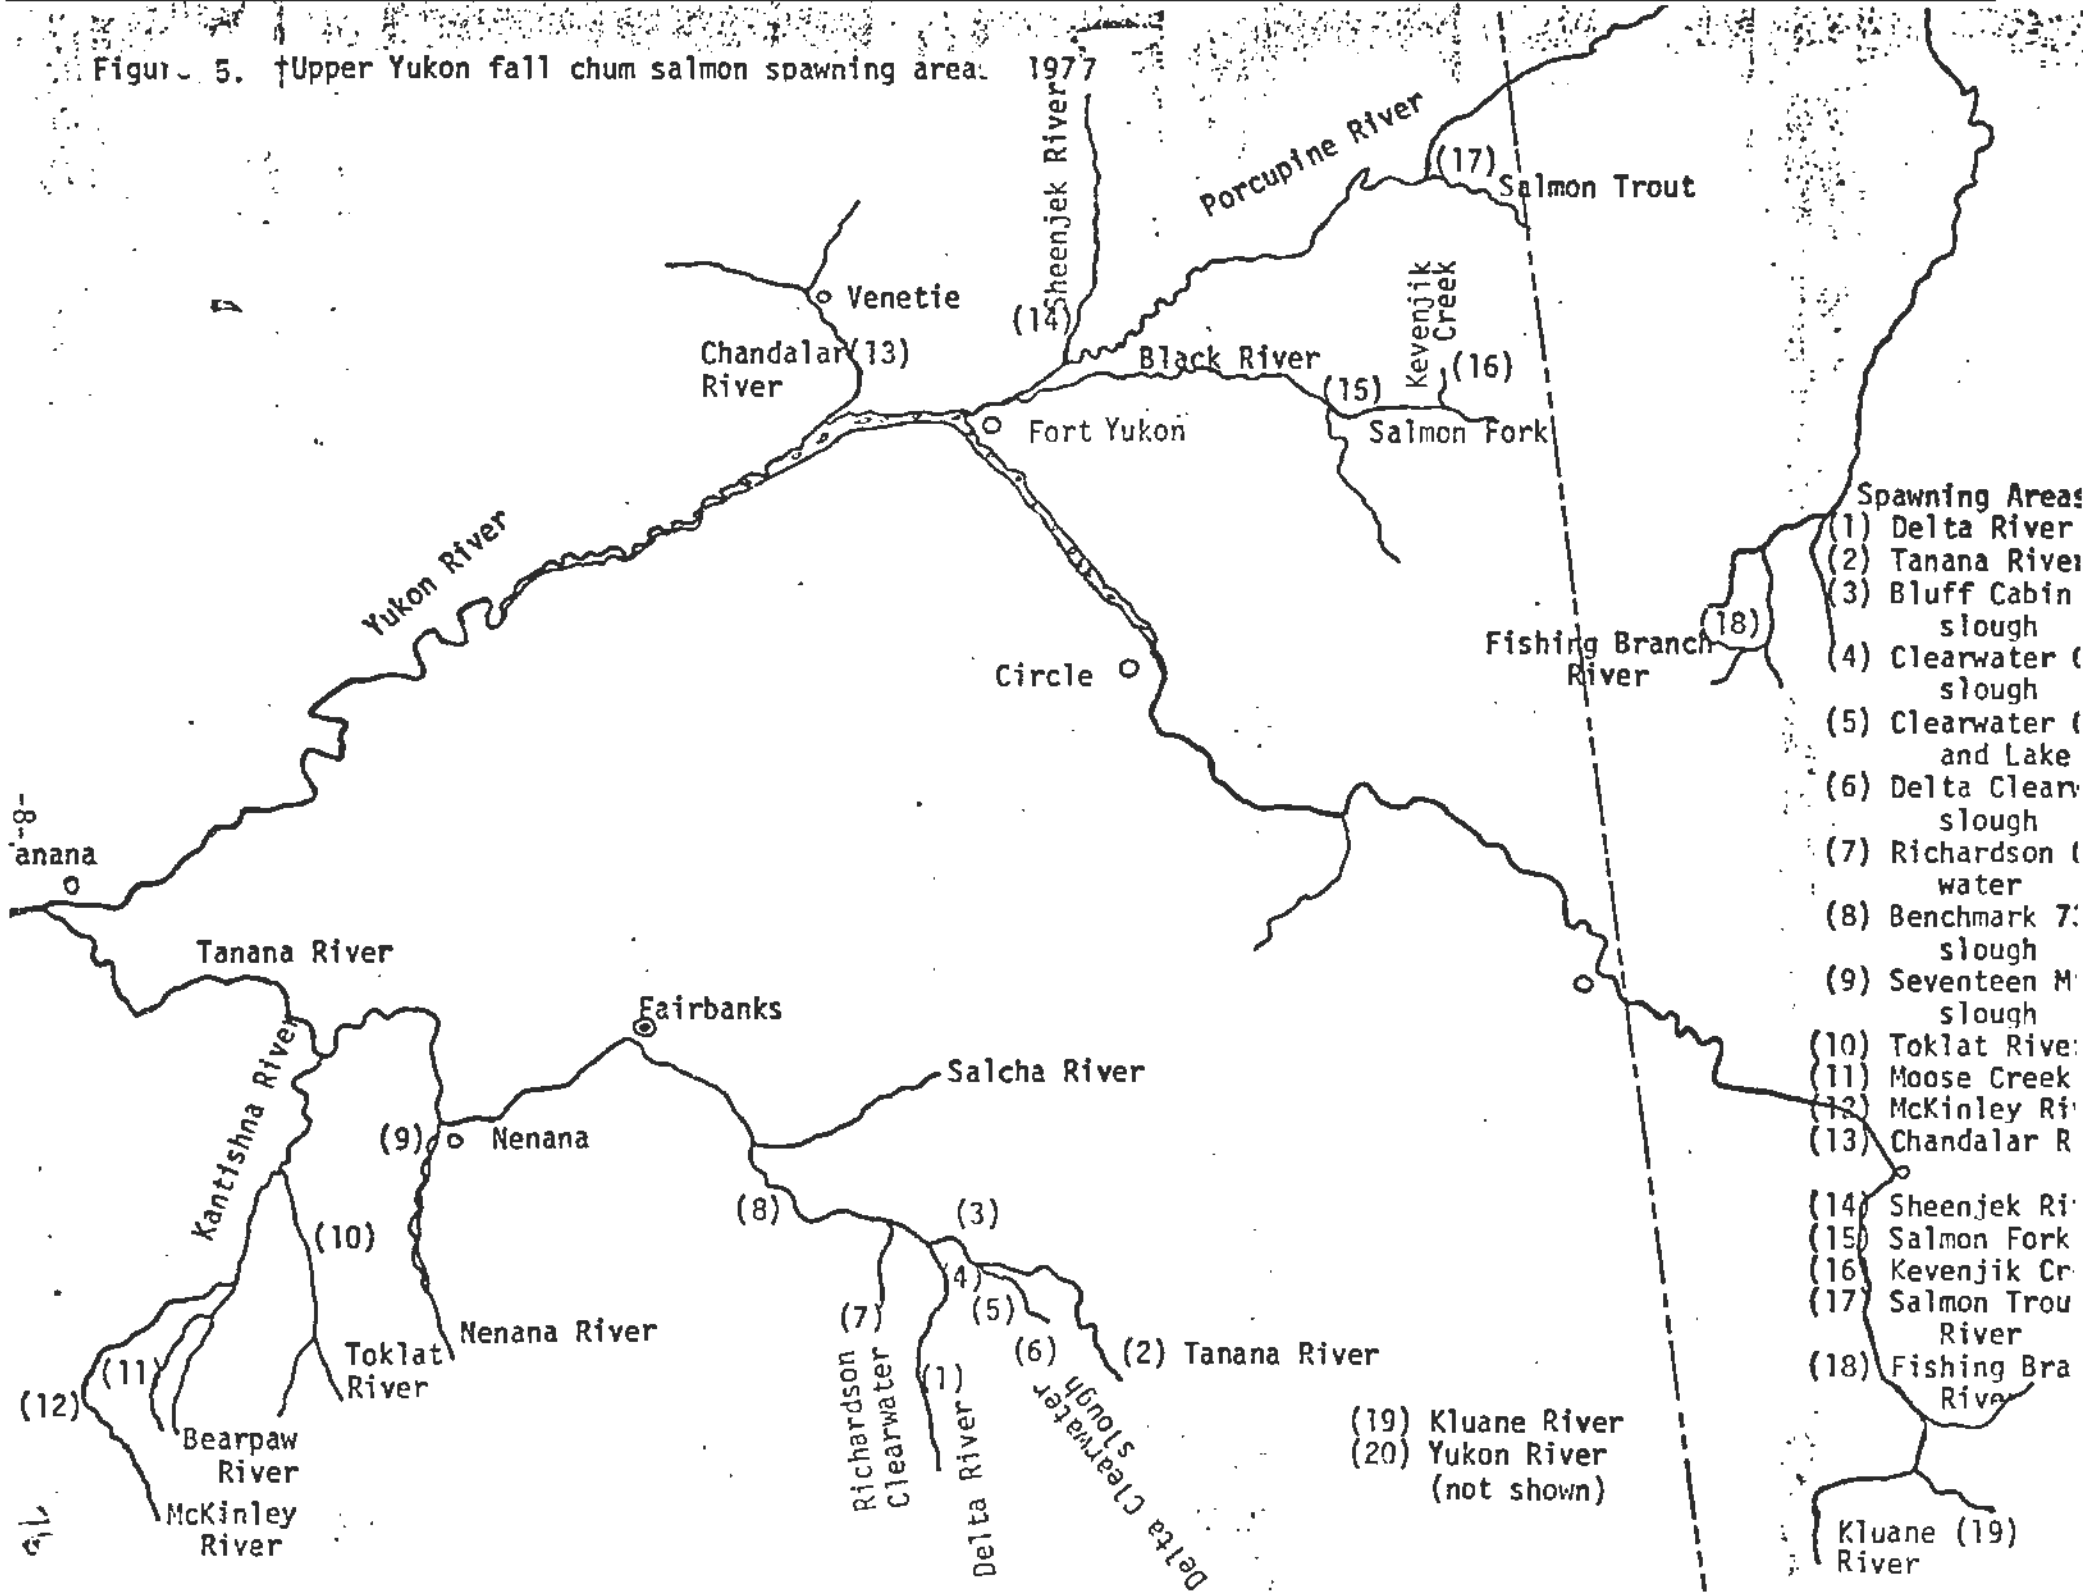 Figure 5. Upper Yukon fall chum salmon spawning area. 1977
Sheenjek River
Porcupine River
(17)
Salmon Trout
Venetie
(14)
Kevenjik
Creek
Chandalar (13)
River
Black River
(16)
(15)
Fort Yukon
Salmon Fork
Yukon River
Spawning Areas
(1) Delta River
(2) Tanana River
(3) Bluff Cabin
slough
(18)
Fishing Branch
River
Circle
(4) Clearwater
slough
(5) Clearwater
and Lake
(6) Delta Clearw
slough
-8-
anana
(7) Richardson
water
(8) Benchmark 73
slough
Tanana River
(9) Seventeen M
slough
Fairbanks
Kantishna River
(10) Toklat River
(11) Moose Creek
(12) McKinley Ri
(13) Chandalar R
Salcha River
(9)
Nenana
(14) Sheenjek Ri
(15) Salmon Fork
(16) Kevenjik Cr
(17) Salmon Trou
River
(18) Fishing Bra
River
(8)
(3)
(10)
(4)
(5)
(7)
(6)
(2) Tanana River
Nenana River
Toklat
River
(11)
(12)
(1)
Richardson
Clearwater
Delta River
Delta Clearwater
slough
Bearpaw
River
McKinley
River
(19) Kluane River
(20) Yukon River
(not shown)
Kluane (19)
River